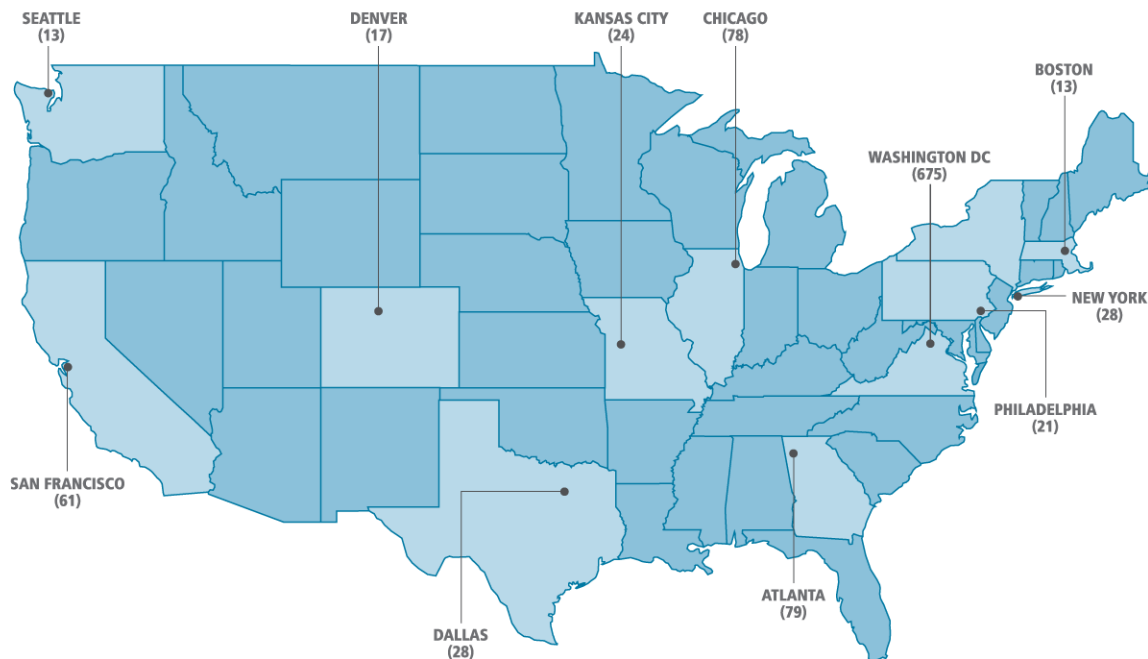 SEATTLE
(13)
DENVER
(17)
KANSAS CITY
(24)
CHICAGO
(78)
BOSTON
(13)
WASHINGTON DC
(675)
NEW YORK
(28)
PHILADELPHIA
(21)
SAN FRANCISCO
(61)
ATLANTA
(79)
DALLAS
(28)